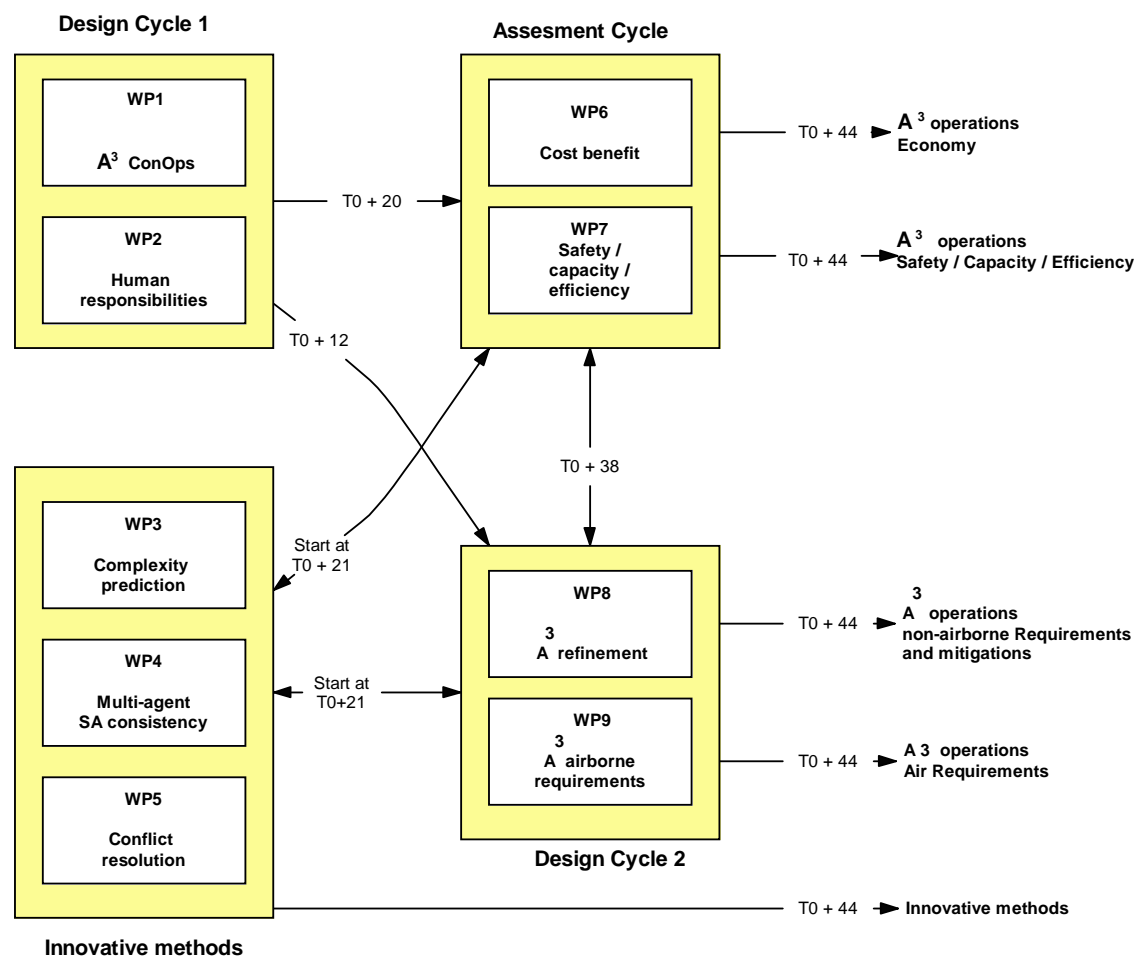 Design Cycle 1
WP1
A³ ConOps
WP2
Human
responsibilities
Assesment Cycle
WP6
Cost benefit
WP7
Safety /
capacity /
efficiency
T0 + 44
A ³ operations
Economy
T0 + 44
A ³ operations
Safety / Capacity / Efficiency
T0 + 20
T0 + 12
T0 + 38
Start at
T0 + 21
Start at
T0+21
WP3
Complexity
prediction
WP4
Multi-agent
SA consistency
WP5
Conflict
resolution
Innovative methods
WP8
3
A refinement
WP9
3
A airborne
requirements
Design Cycle 2
T0 + 44
3
A operations
non-airborne Requirements
and mitigations
T0 + 44
A 3 operations
Air Requirements
T0 + 44
Innovative methods